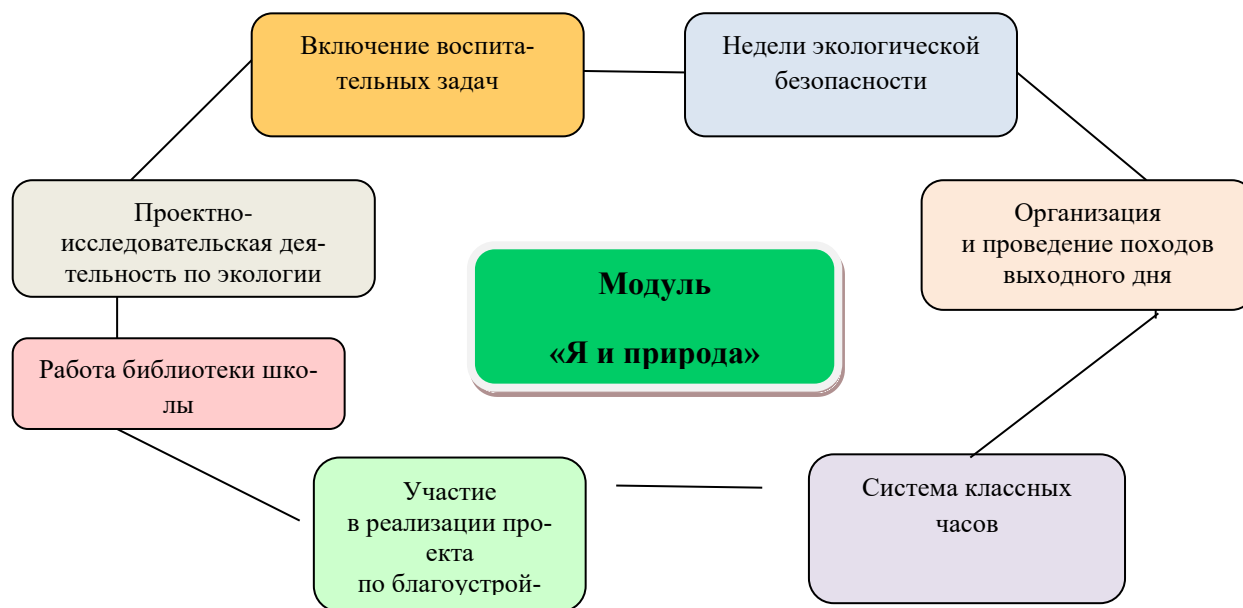 Включение воспита-
тельных задач
Недели экологической
безопасности
Проектно-
исследовательская дея-
тельность по экологии
Организация
и проведение походов
выходного дня
Модуль
«Я и природа»
Работа библиотеки шко-
лы
Участие
в реализации про-
екта
по благоустрой-
Система классных
часов